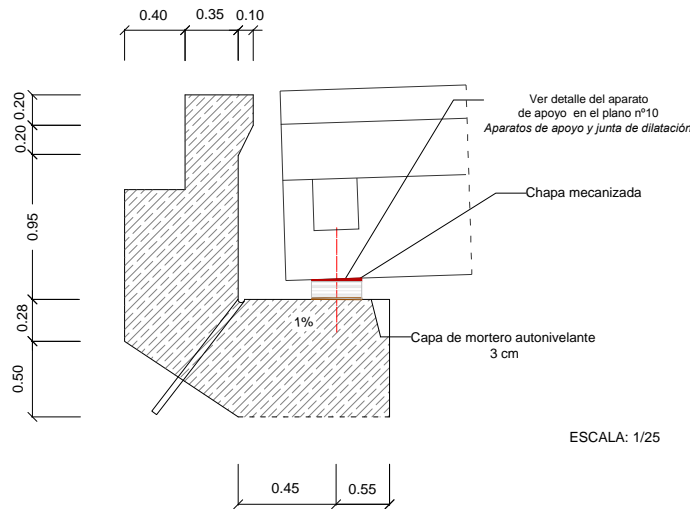 0.40 0.35 0.10
0.20
0.20
0.95
0.28
0.50
Ver detalle del aparato
de apoyo en el plano nº10
Aparatos de apoyo y junta de dilatación
Chapa mecanizada
1%
Capa de mortero autonivelante
3 cm
ESCALA: 1/25
0.45 0.55